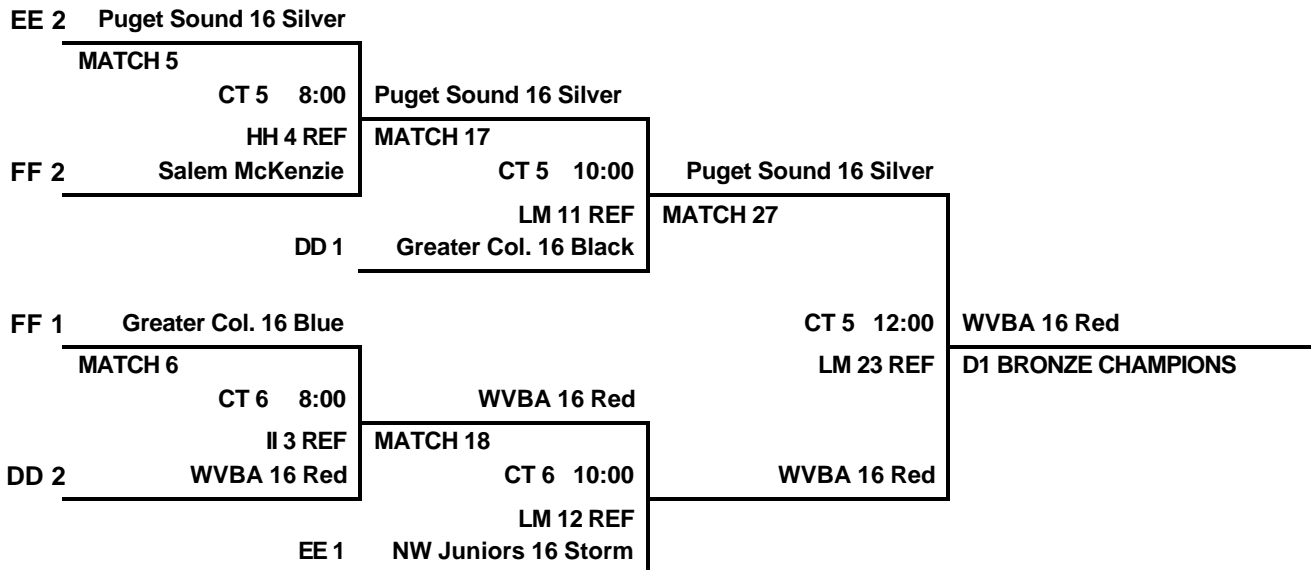 EE 2 Puget Sound 16 Silver
MATCH 5
CT 5 8:00 Puget Sound 16 Silver
HH 4 REF MATCH 17
FF 2 Salem McKenzie CT 5 10:00 Puget Sound 16 Silver
LM 11 REF MATCH 27
DD 1 Greater Col. 16 Black
FF 1 Greater Col. 16 Blue CT 5 12:00 WVBA 16 Red
MATCH 6 LM 23 REF D1 BRONZE CHAMPIONS
CT 6 8:00 WVBA 16 Red
II 3 REF MATCH 18
DD 2 WVBA 16 Red CT 6 10:00 WVBA 16 Red
LM 12 REF
EE 1 NW Juniors 16 Storm